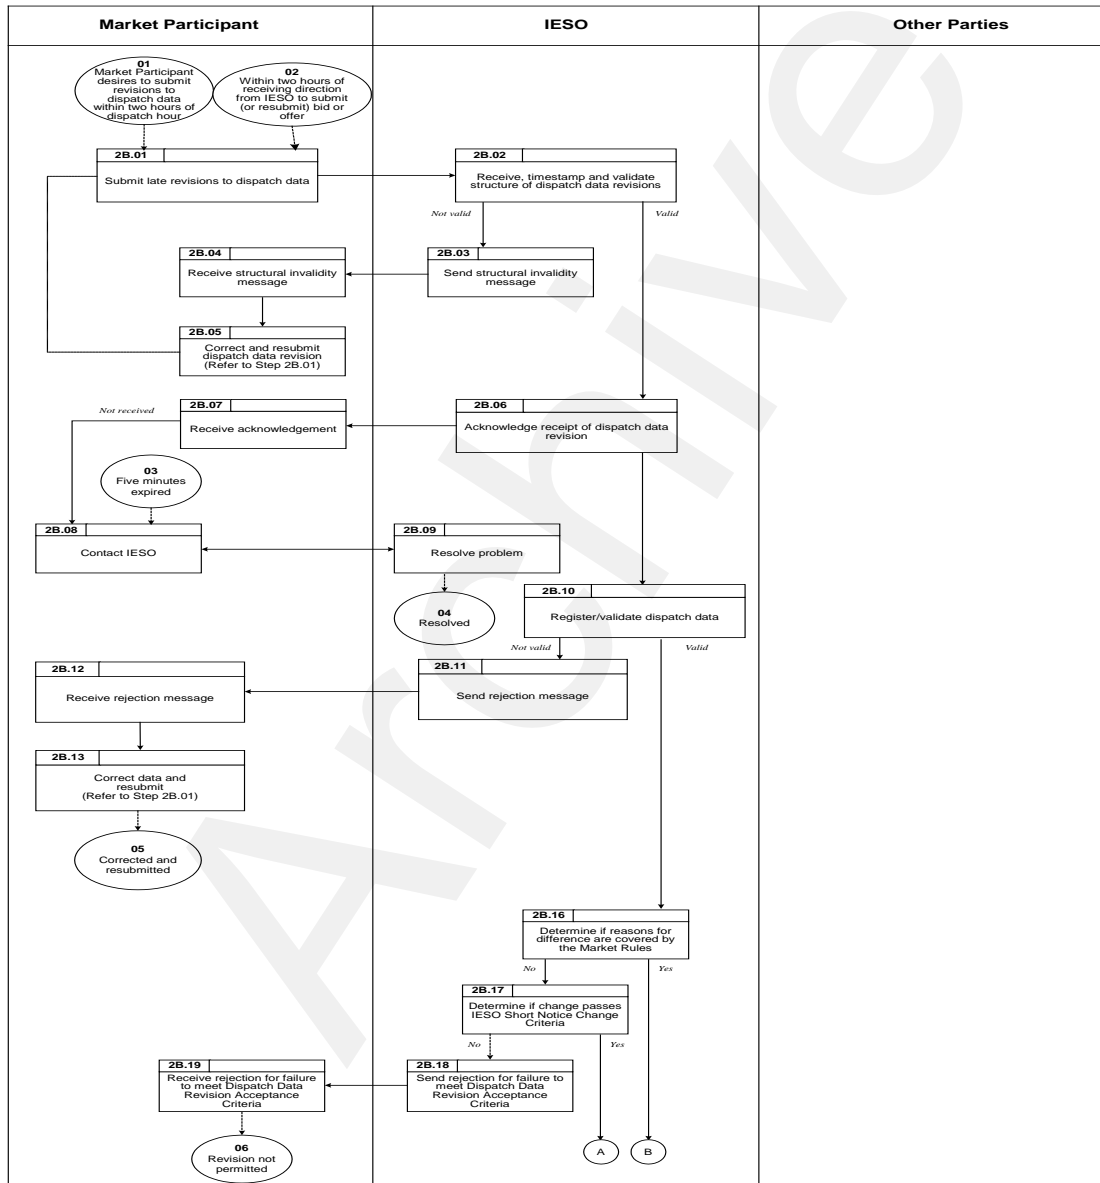 Market Participant
IESO
Other Parties
01
Market Participant
desires to submit
revisions to
dispatch data
within two hours of
dispatch hour
02
Within two hours of
receiving direction
from IESO to submit
(or resubmit) bid or
offer
2B.01
Submit late revisions to dispatch data
2B.02
Receive, timestamp and validate
structure of dispatch data revisions
Not valid
Valid
2B.04
Receive structural invalidity
message
2B.03
Send structural invalidity
message
2B.05
Correct and resubmit
dispatch data revision
(Refer to Step 2B.01)
Not received
2B.07
Receive acknowledgement
2B.06
Acknowledge receipt of dispatch data
revision
03
Five minutes
expired
2B.08
Contact IESO
2B.09
Resolve problem
04
Resolved
2B.10
Register/validate dispatch data
Not valid
Valid
2B.12
Receive rejection message
2B.11
Send rejection message
2B.13
Correct data and
resubmit
(Refer to Step 2B.01)
05
Corrected and
resubmitted
2B.16
Determine if reasons for
difference are covered by
the Market Rules
No
Yes
2B.17
Determine if change passes
IESO Short Notice Change
Criteria
No
Yes
2B.19
Receive rejection for failure
to meet Dispatch Data
Revision Acceptance
Criteria
2B.18
Send rejection for failure to
meet Dispatch Data
Revision Acceptance
Criteria
06
Revision not
permitted
A
B
Archive